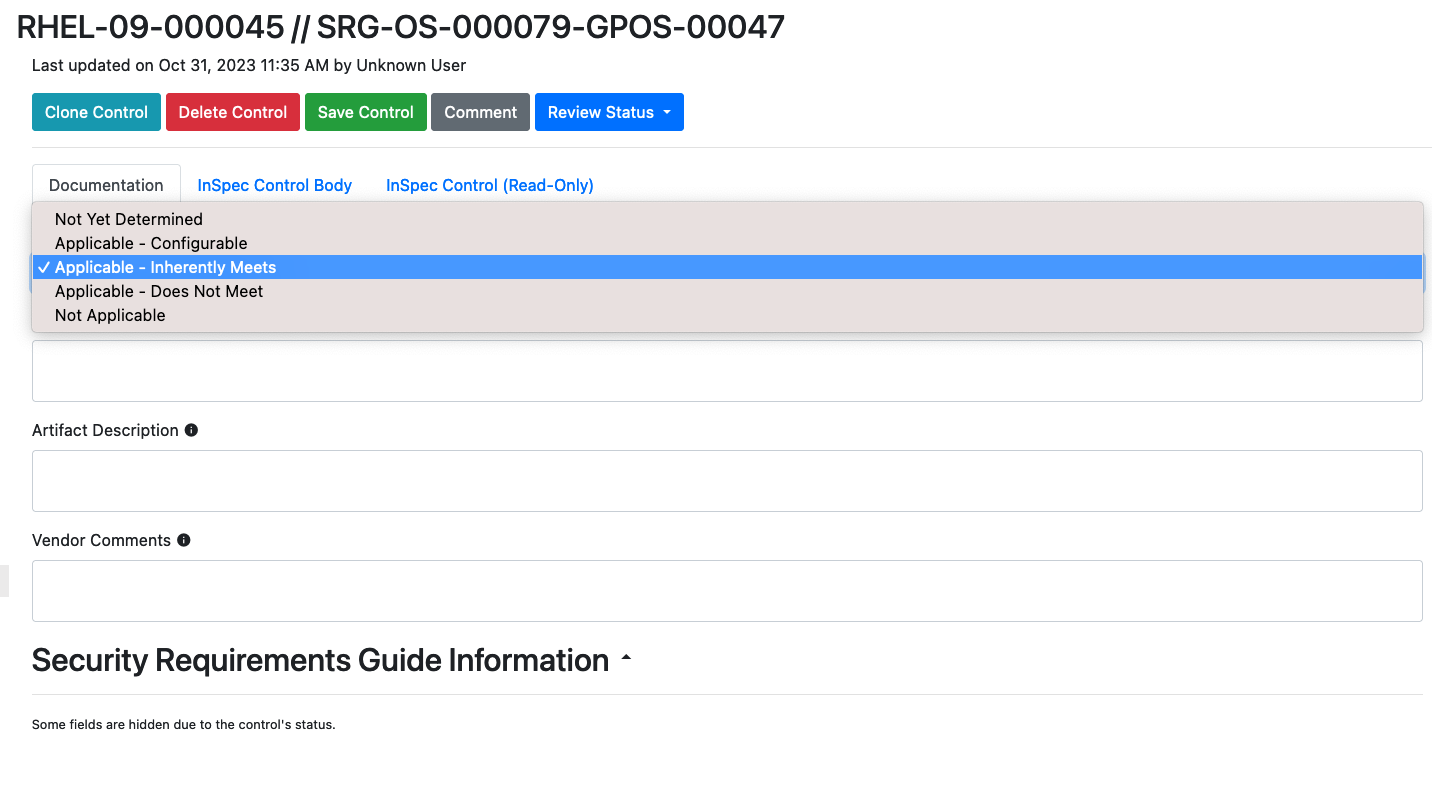 RHEL-09-000045 // SRG-OS-000079-GPOS-00047
Last updated on Oct 31, 2023 11:35 AM by Unknown User
Clone Control Delete Control Save Control Comment Review Status
Documentation InSpec Control Body InSpec Control (Read-Only)
Not Yet Determined
Applicable - Configurable
✓ Applicable - Inherently Meets
Applicable - Does Not Meet
Not Applicable
Artifact Description
Vendor Comments
Security Requirements Guide Information
Some fields are hidden due to the control's status.